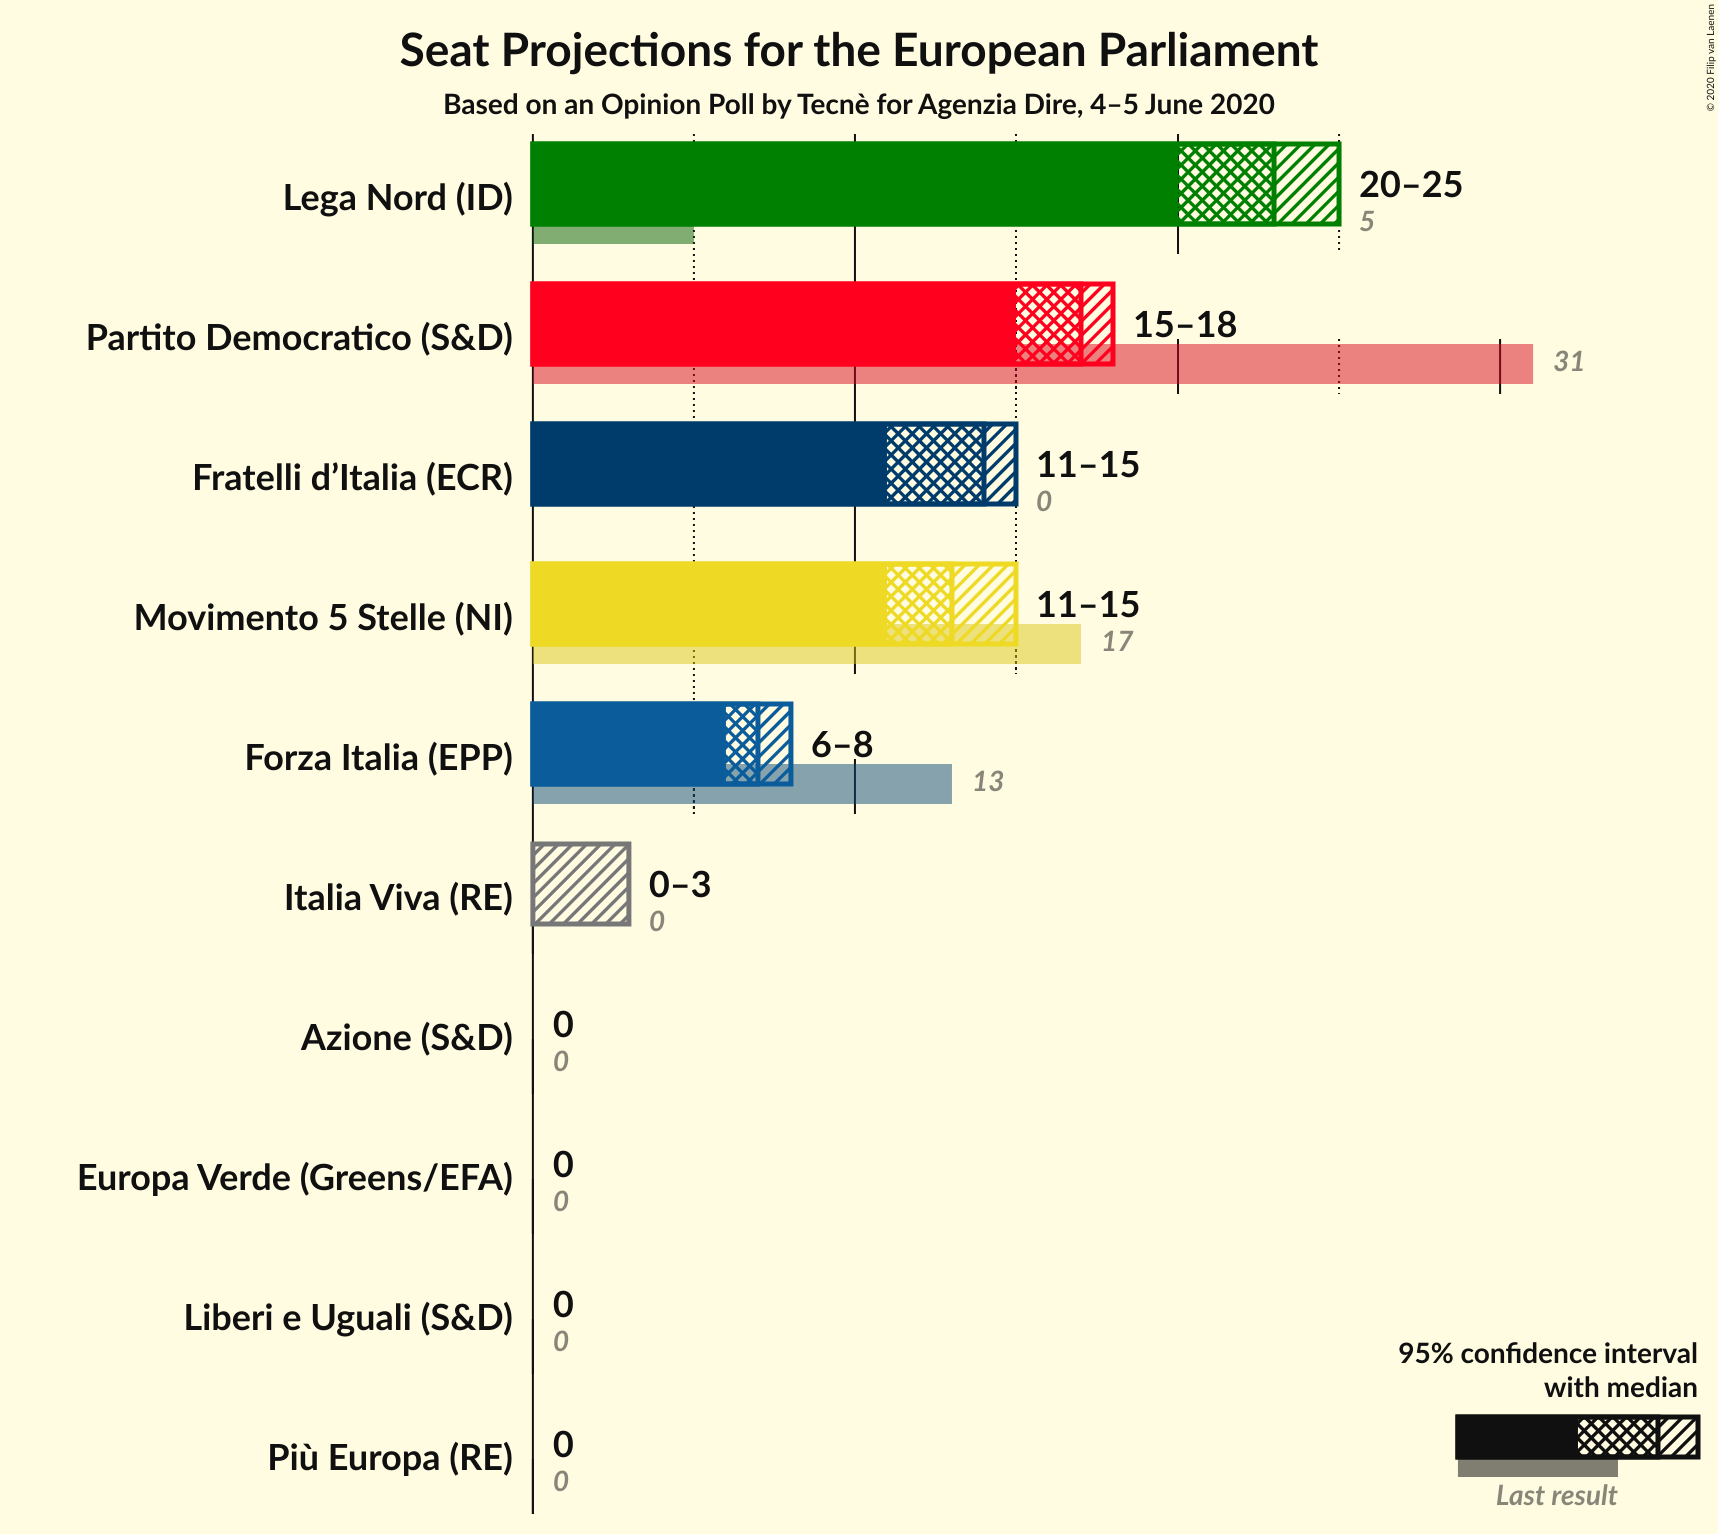 Seat Projections for the European Parliament
Based on an Opinion Poll by Tecnè for Agenzia Dire, 4–5 June 2020
© 2020 Filip van Laenen
Lega Nord (ID)
20–25
5
Partito Democratico (S&D)
15–18
31
Fratelli d’Italia (ECR)
11–15
0
Movimento 5 Stelle (NI)
11–15
17
Forza Italia (EPP)
6–8
13
Italia Viva (RE)
0–3
0
Azione (S&D)
0
0
Europa Verde (Greens/EFA)
0
0
Liberi e Uguali (S&D)
0
0
Più Europa (RE)
0
0
95% confidence interval
with median
Last result